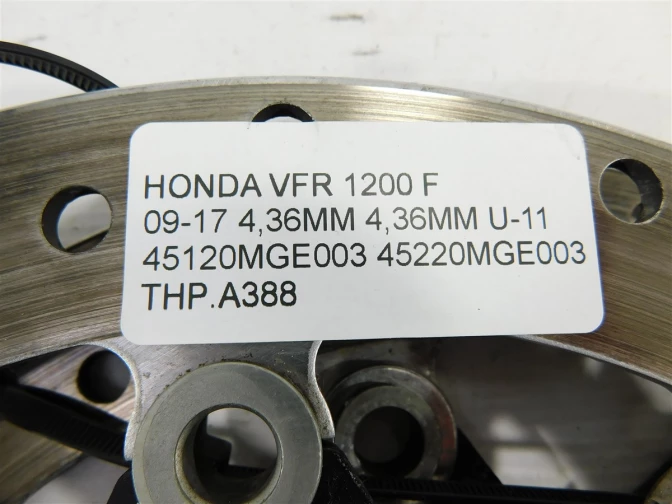 HONDA VFR 1200 F
09-17 4,36MM 4,36MM U-11
45120MGE003 45220MGE003
THP.A388